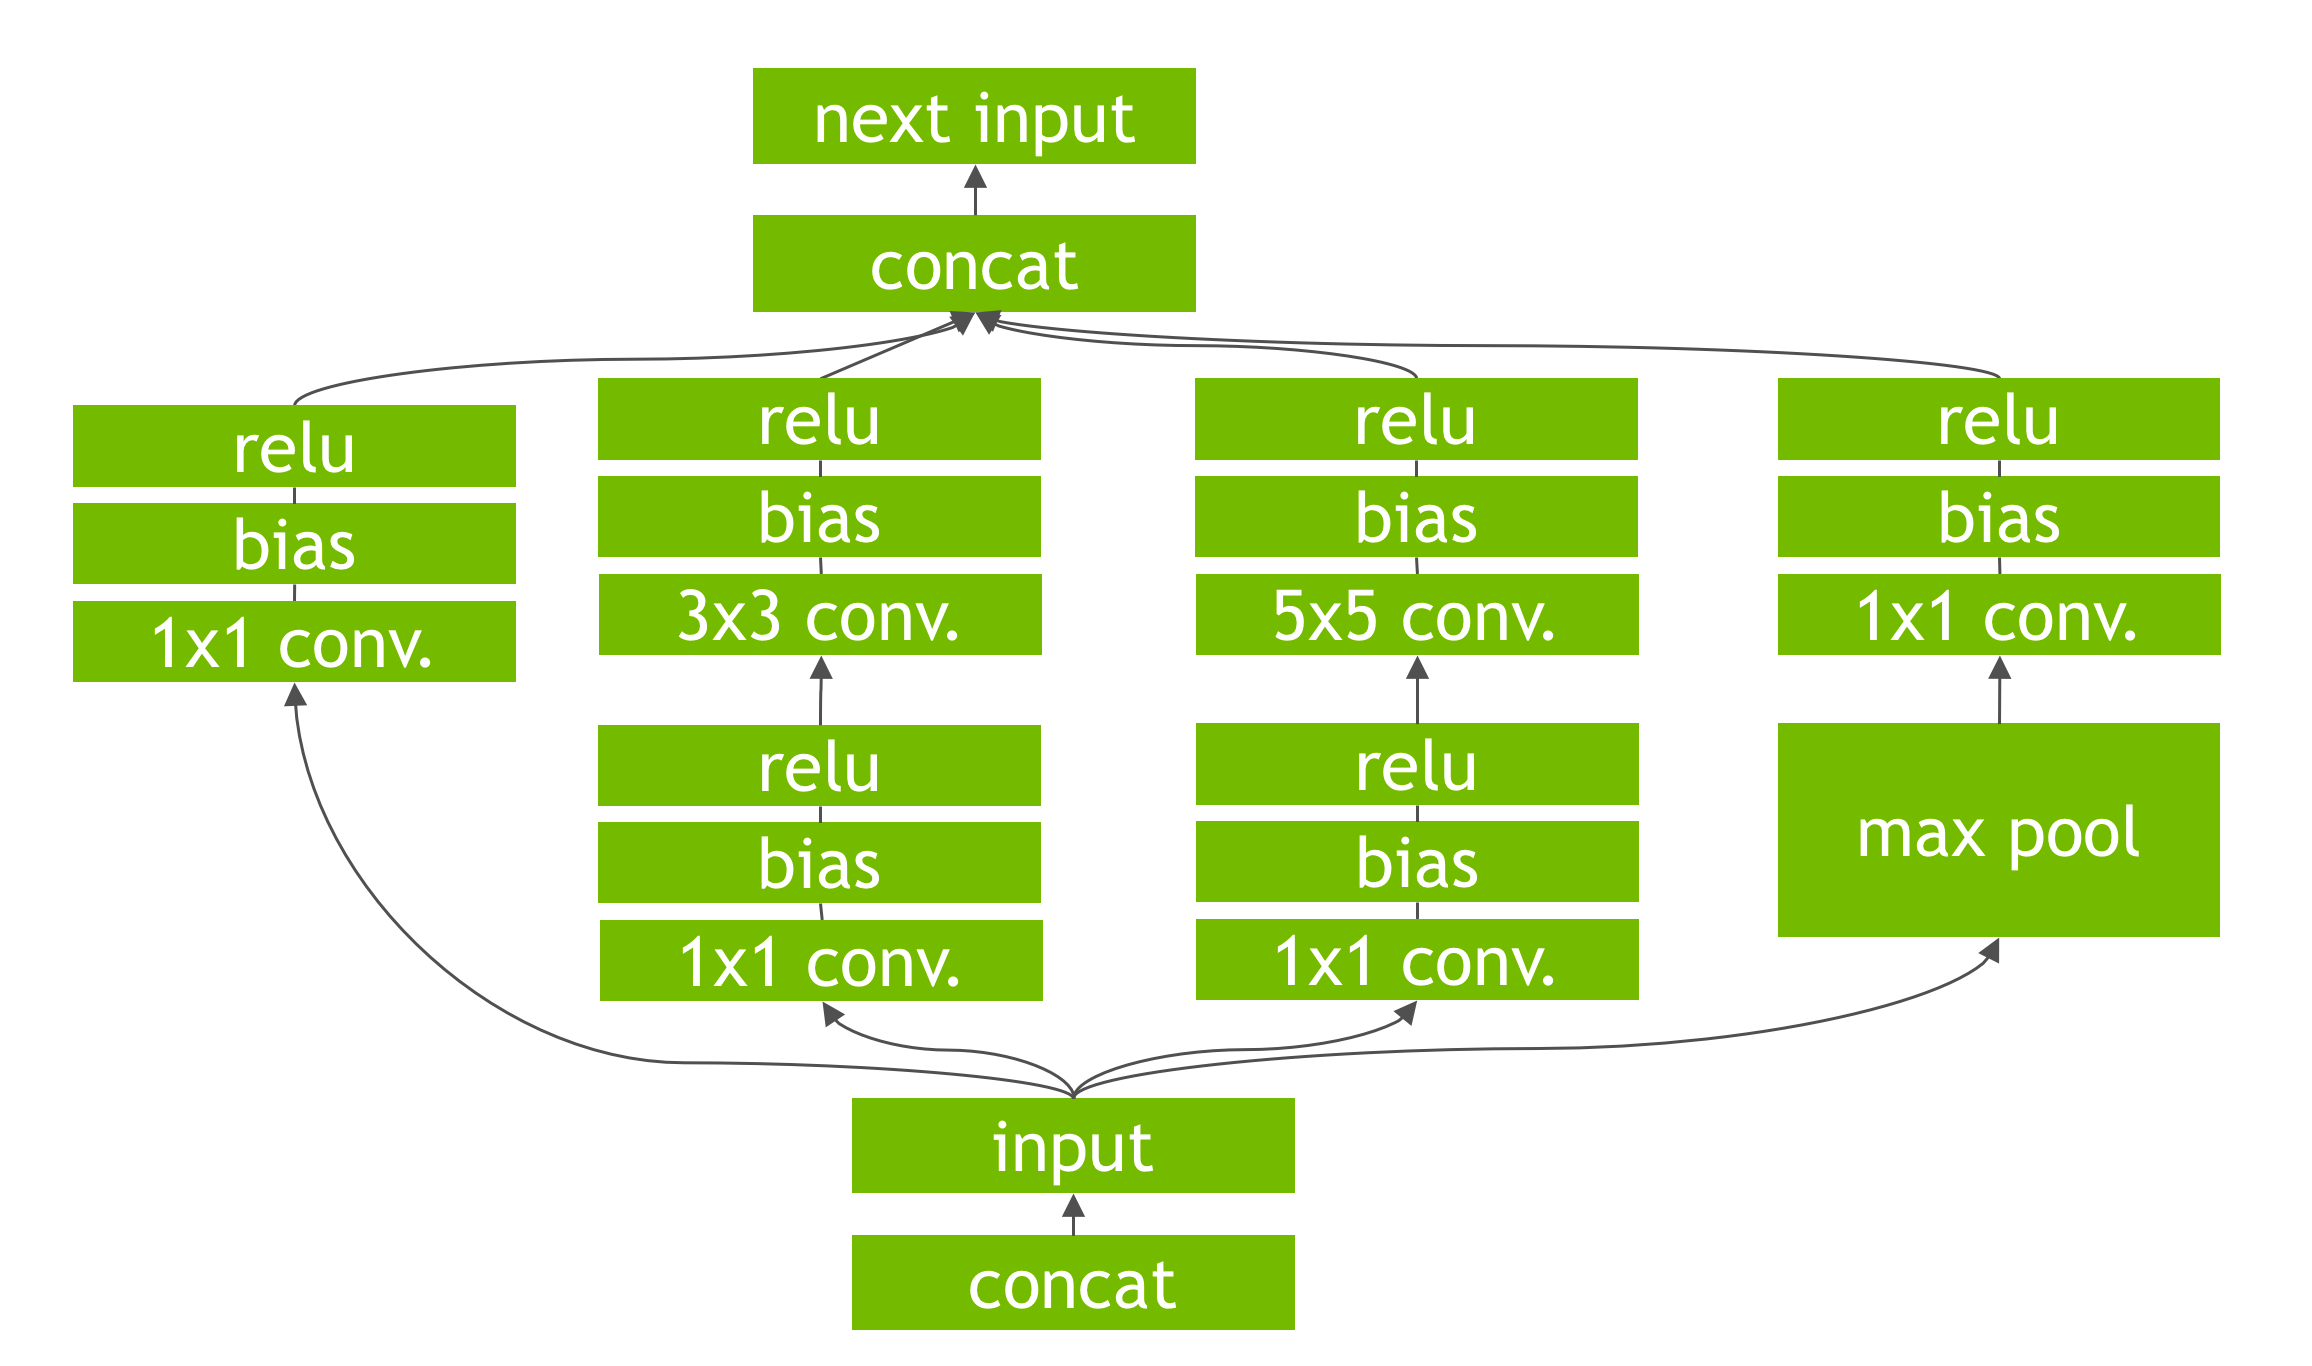 next input
concat
relu
bias
1x1 conv.
relu
bias
3x3 conv.
relu
bias
1x1 conv.
relu
bias
5x5 conv.
relu
bias
1x1 conv.
relu
bias
1x1 conv.
max pool
input
concat